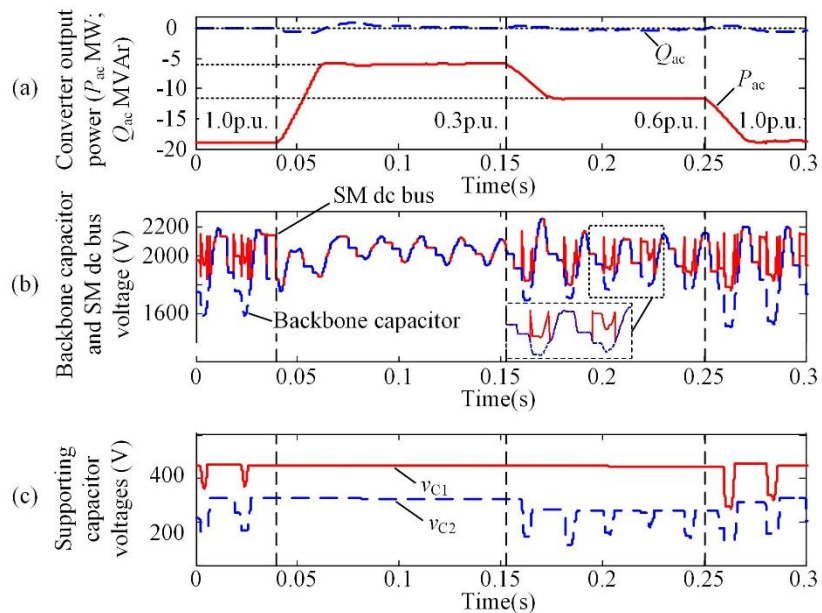 (a)
Converter output
power (Pac MW;
Qac MVAr)
0
-5
-10
-15
-20
Qac
Pac
1.0p.u.
0.3p.u.
0.6p.u.
1.0p.u.
0
0.05
0.1
0.15
0.2
0.25
0.3
Time(s)
(b)
Backbone capacitor
and SM dc bus
voltage (V)
2200
2000
1600
SM dc bus
Backbone capacitor
0
0.05
0.1
0.15
0.2
0.25
0.3
Time(s)
(c)
Supporting
capacitor
voltages (V)
400
200
vC1
vC2
0
0.05
0.1
0.15
0.2
0.25
0.3
Time(s)